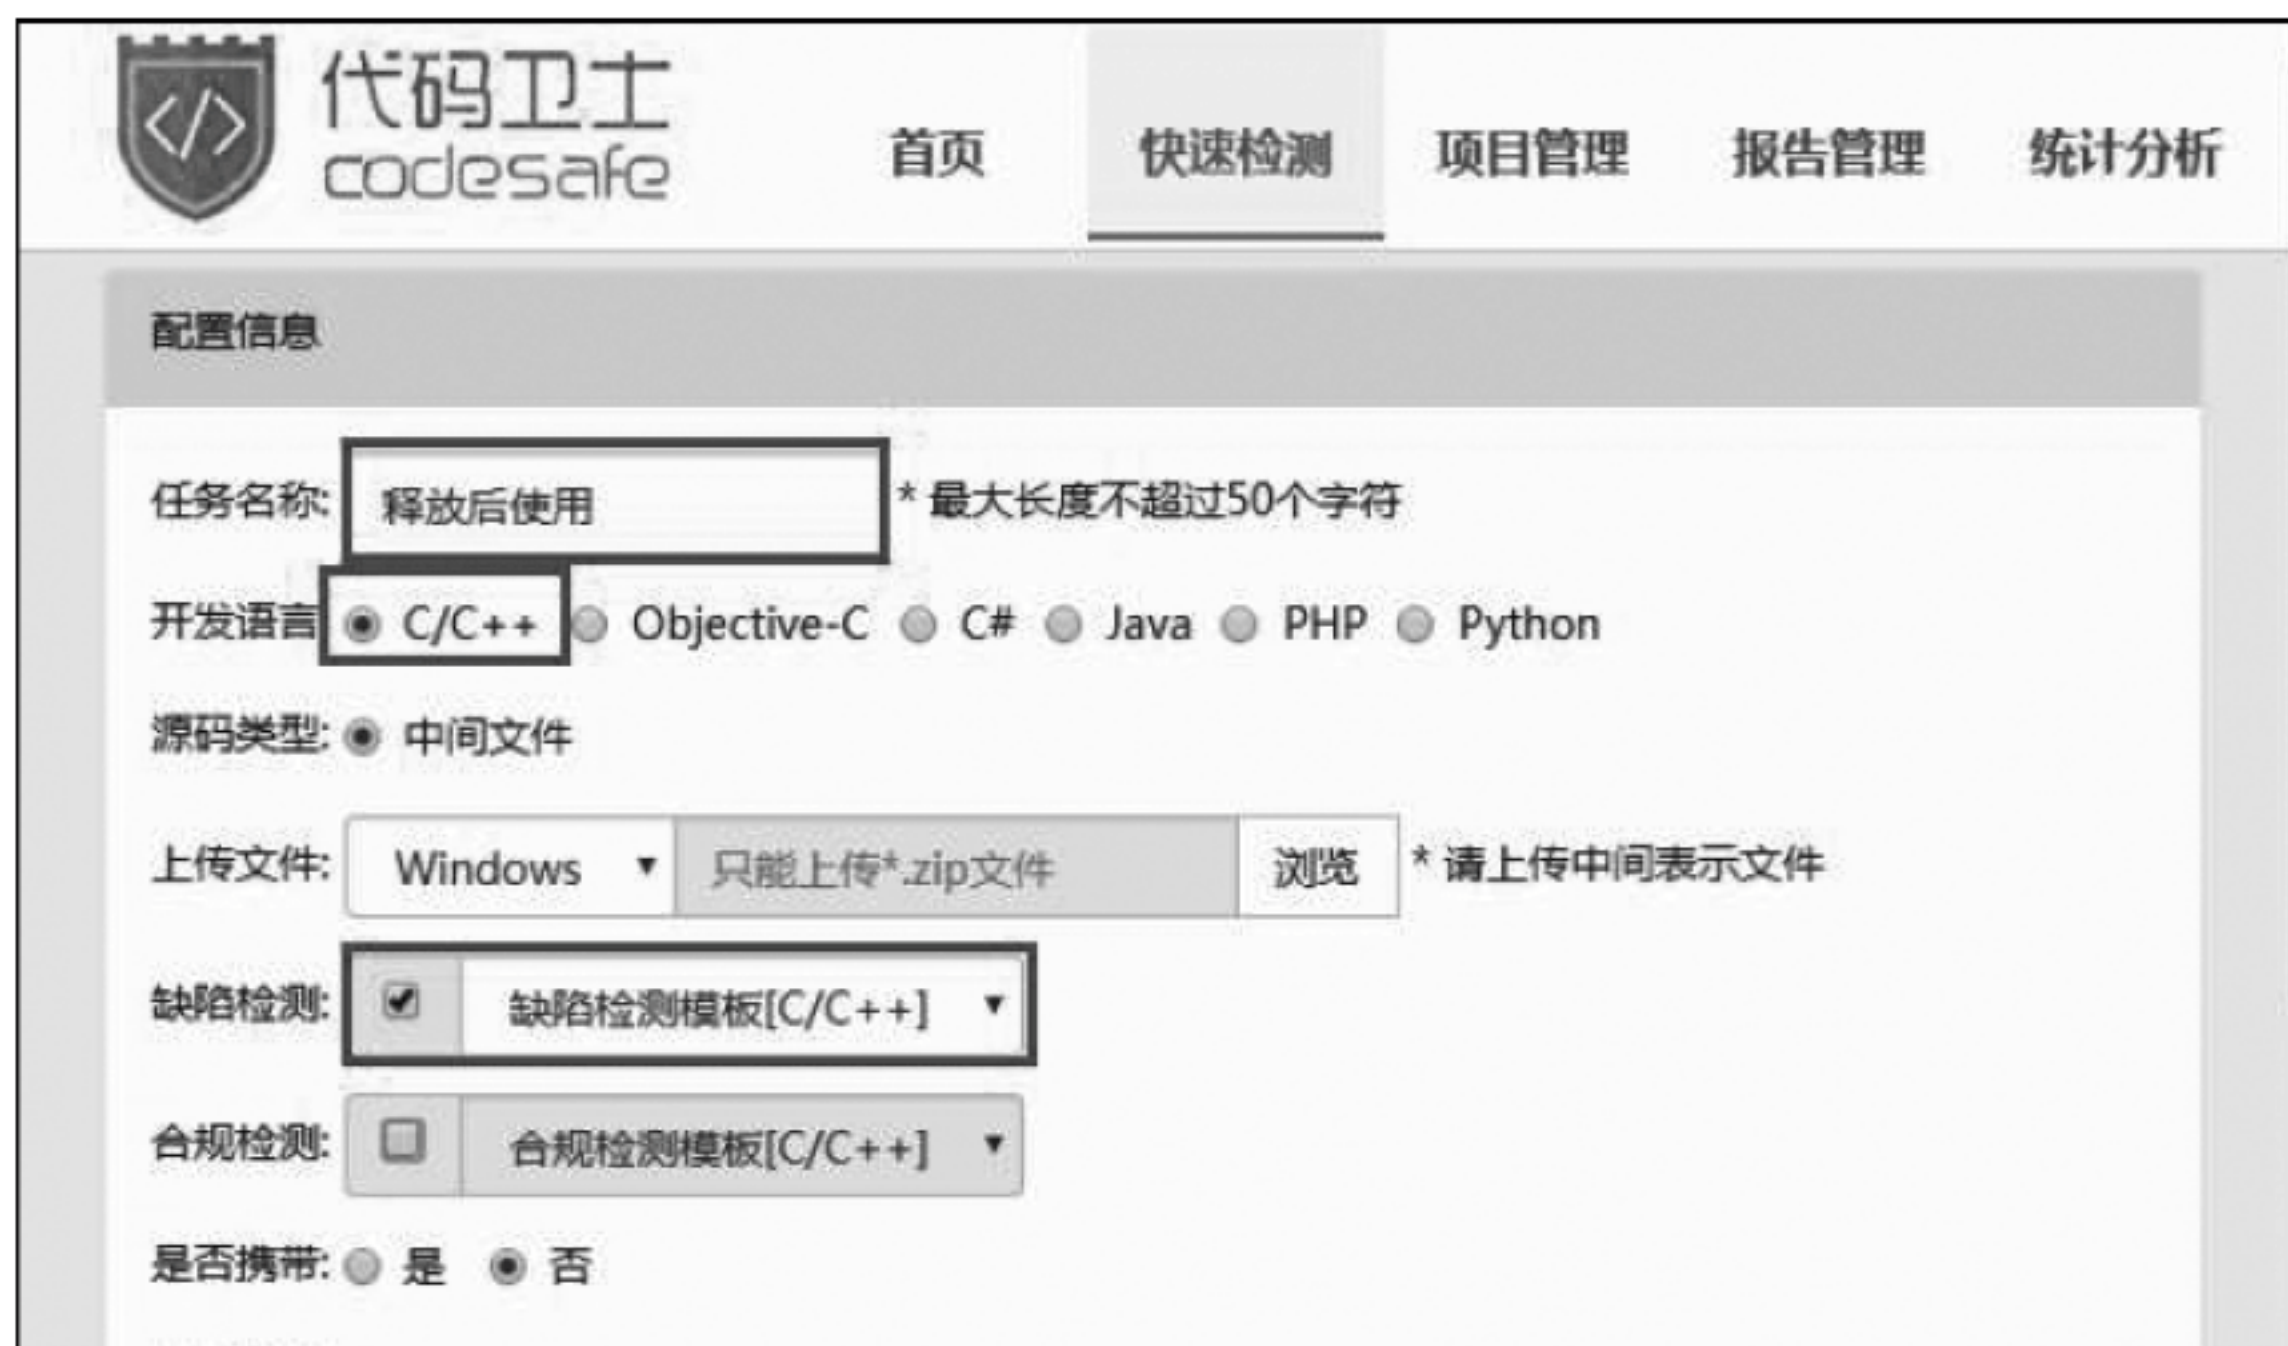 代码卫士
codesafe
首页 快速检测 项目管理 报告管理 统计分析
配置信息
任务名称: 释放后使用 * 最大长度不超过50个字符
开发语言 C/C++ Objective-C C# Java PHP Python
源码类型: 中间文件
上传文件: Windows 只能上传*.zip文件 浏览 * 请上传中间表示文件
缺陷检测: 缺陷检测模板[C/C++]
合规检测: 合规检测模板[C/C++]
是否携带: 是 否